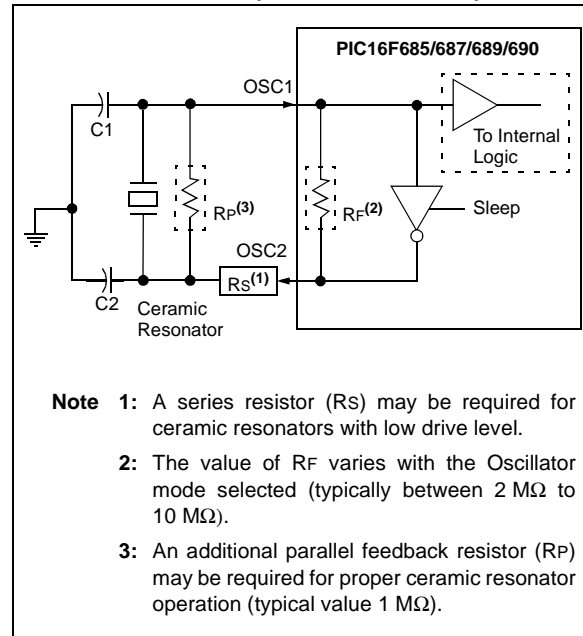 PIC16F685/687/689/690
OSC1
C1
To Internal
Logic
RP(3)
RF(2)
Sleep
OSC2
C2
RS(1)
Ceramic
Resonator
Note 1: A series resistor (RS) may be required for
ceramic resonators with low drive level.
2: The value of RF varies with the Oscillator
mode selected (typically between 2 MΩ to
10 MΩ).
3: An additional parallel feedback resistor (RP)
may be required for proper ceramic resonator
operation (typical value 1 MΩ).